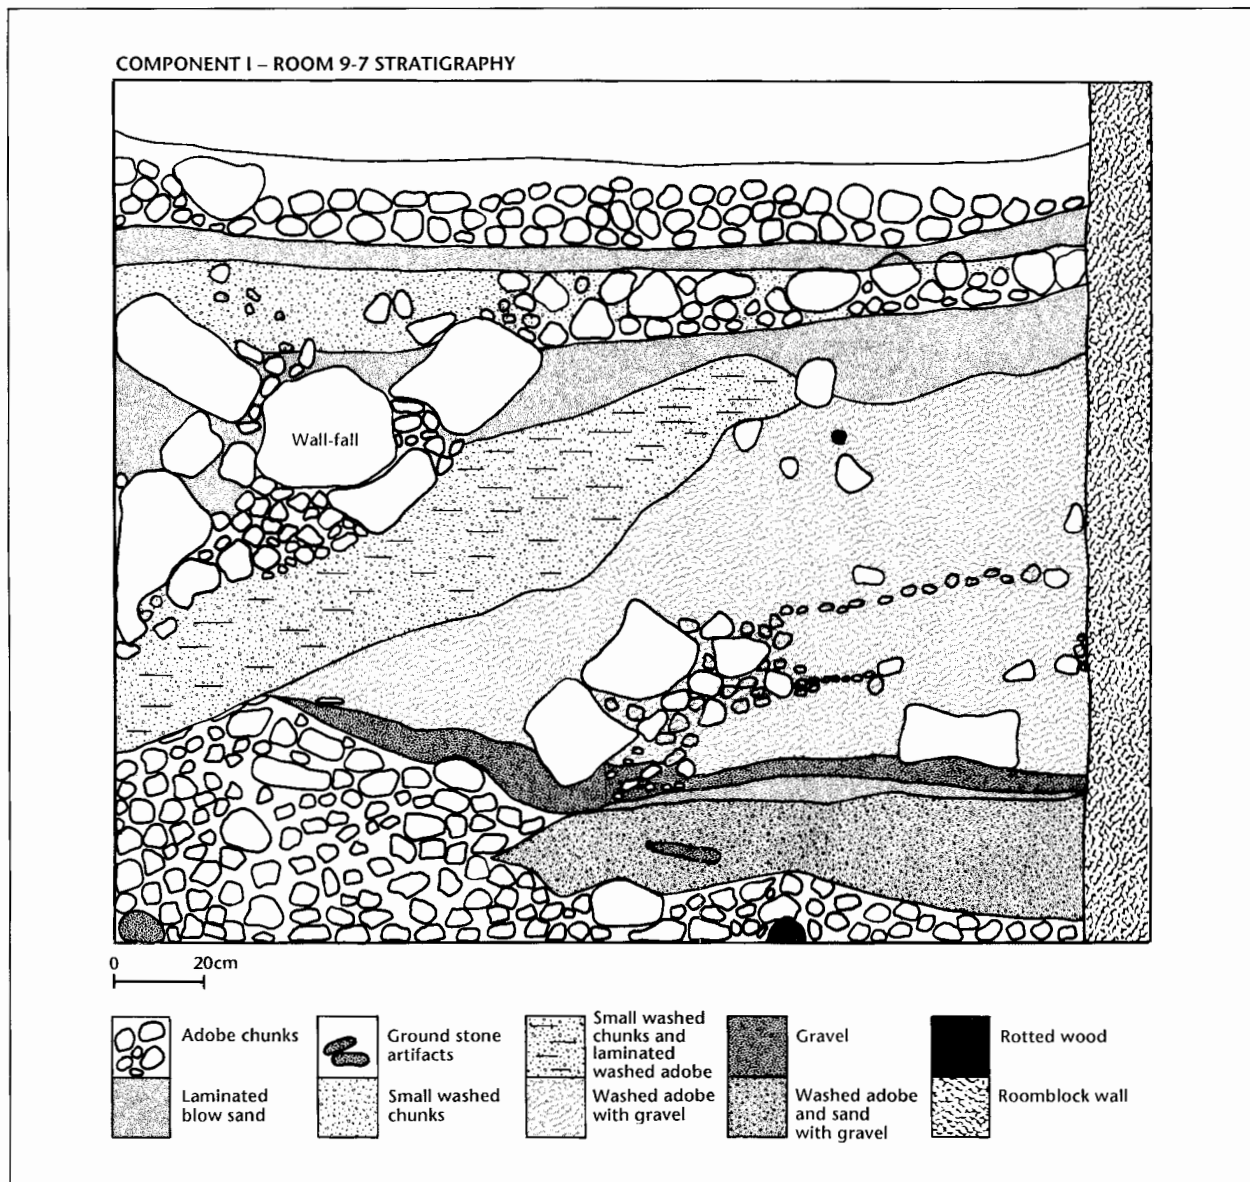 COMPONENT I – ROOM 9-7 STRATIGRAPHY
Wall-fall
0 20cm
Adobe chunks
Laminated
blow sand
Ground stone
artifacts
Small washed
chunks
Small washed
chunks and
laminated
washed adobe
Washed adobe
with gravel
Gravel
Washed adobe
and sand
with gravel
Rotted wood
Roomblock wall